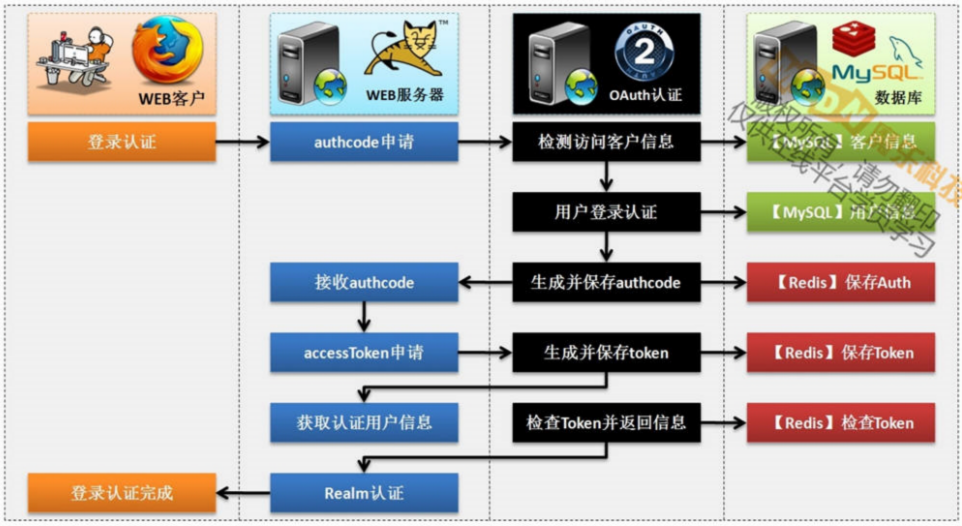 WEB客户
WEB服务器
TM
OAUTH
2
OAuth认证
MySQL
数据库
登录认证
authcode申请
检测访问客户信息
【MySQL】客户信息
用户登录认证
【MySQL】用户信息
接收authcode
生成并保存authcode
【Redis】保存Auth
accessToken申请
生成并保存token
【Redis】保存Token
获取认证用户信息
检查Token并返回信息
【Redis】检查Token
登录认证完成
Realm认证
版权所有，请勿翻印
仅供在线平台学员学习